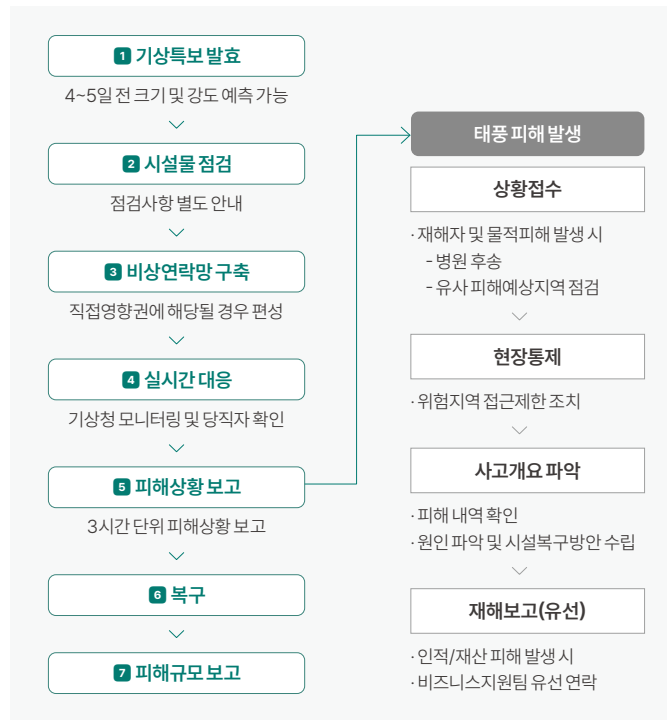 1 기상특보 발효
4~5일 전 크기 및 강도 예측 가능
2 시설물 점검
점검사항 별도 안내
3 비상연락망 구축
직접영향권에 해당될 경우 편성
4 실시간 대응
기상청 모니터링 및 당직자 확인
5 피해상황 보고
3시간 단위 피해상황 보고
6 복구
7 피해규모 보고
태풍 피해 발생
상황접수
· 재해자 및 물적피해 발생 시
- 병원 후송
- 유사 피해예상지역 점검
현장통제
· 위험지역 접근제한 조치
사고개요 파악
· 피해 내역 확인
· 원인 파악 및 시설복구방안 수립
재해보고(유선)
· 인적/재산 피해 발생 시
· 비즈니스지원팀 유선 연락